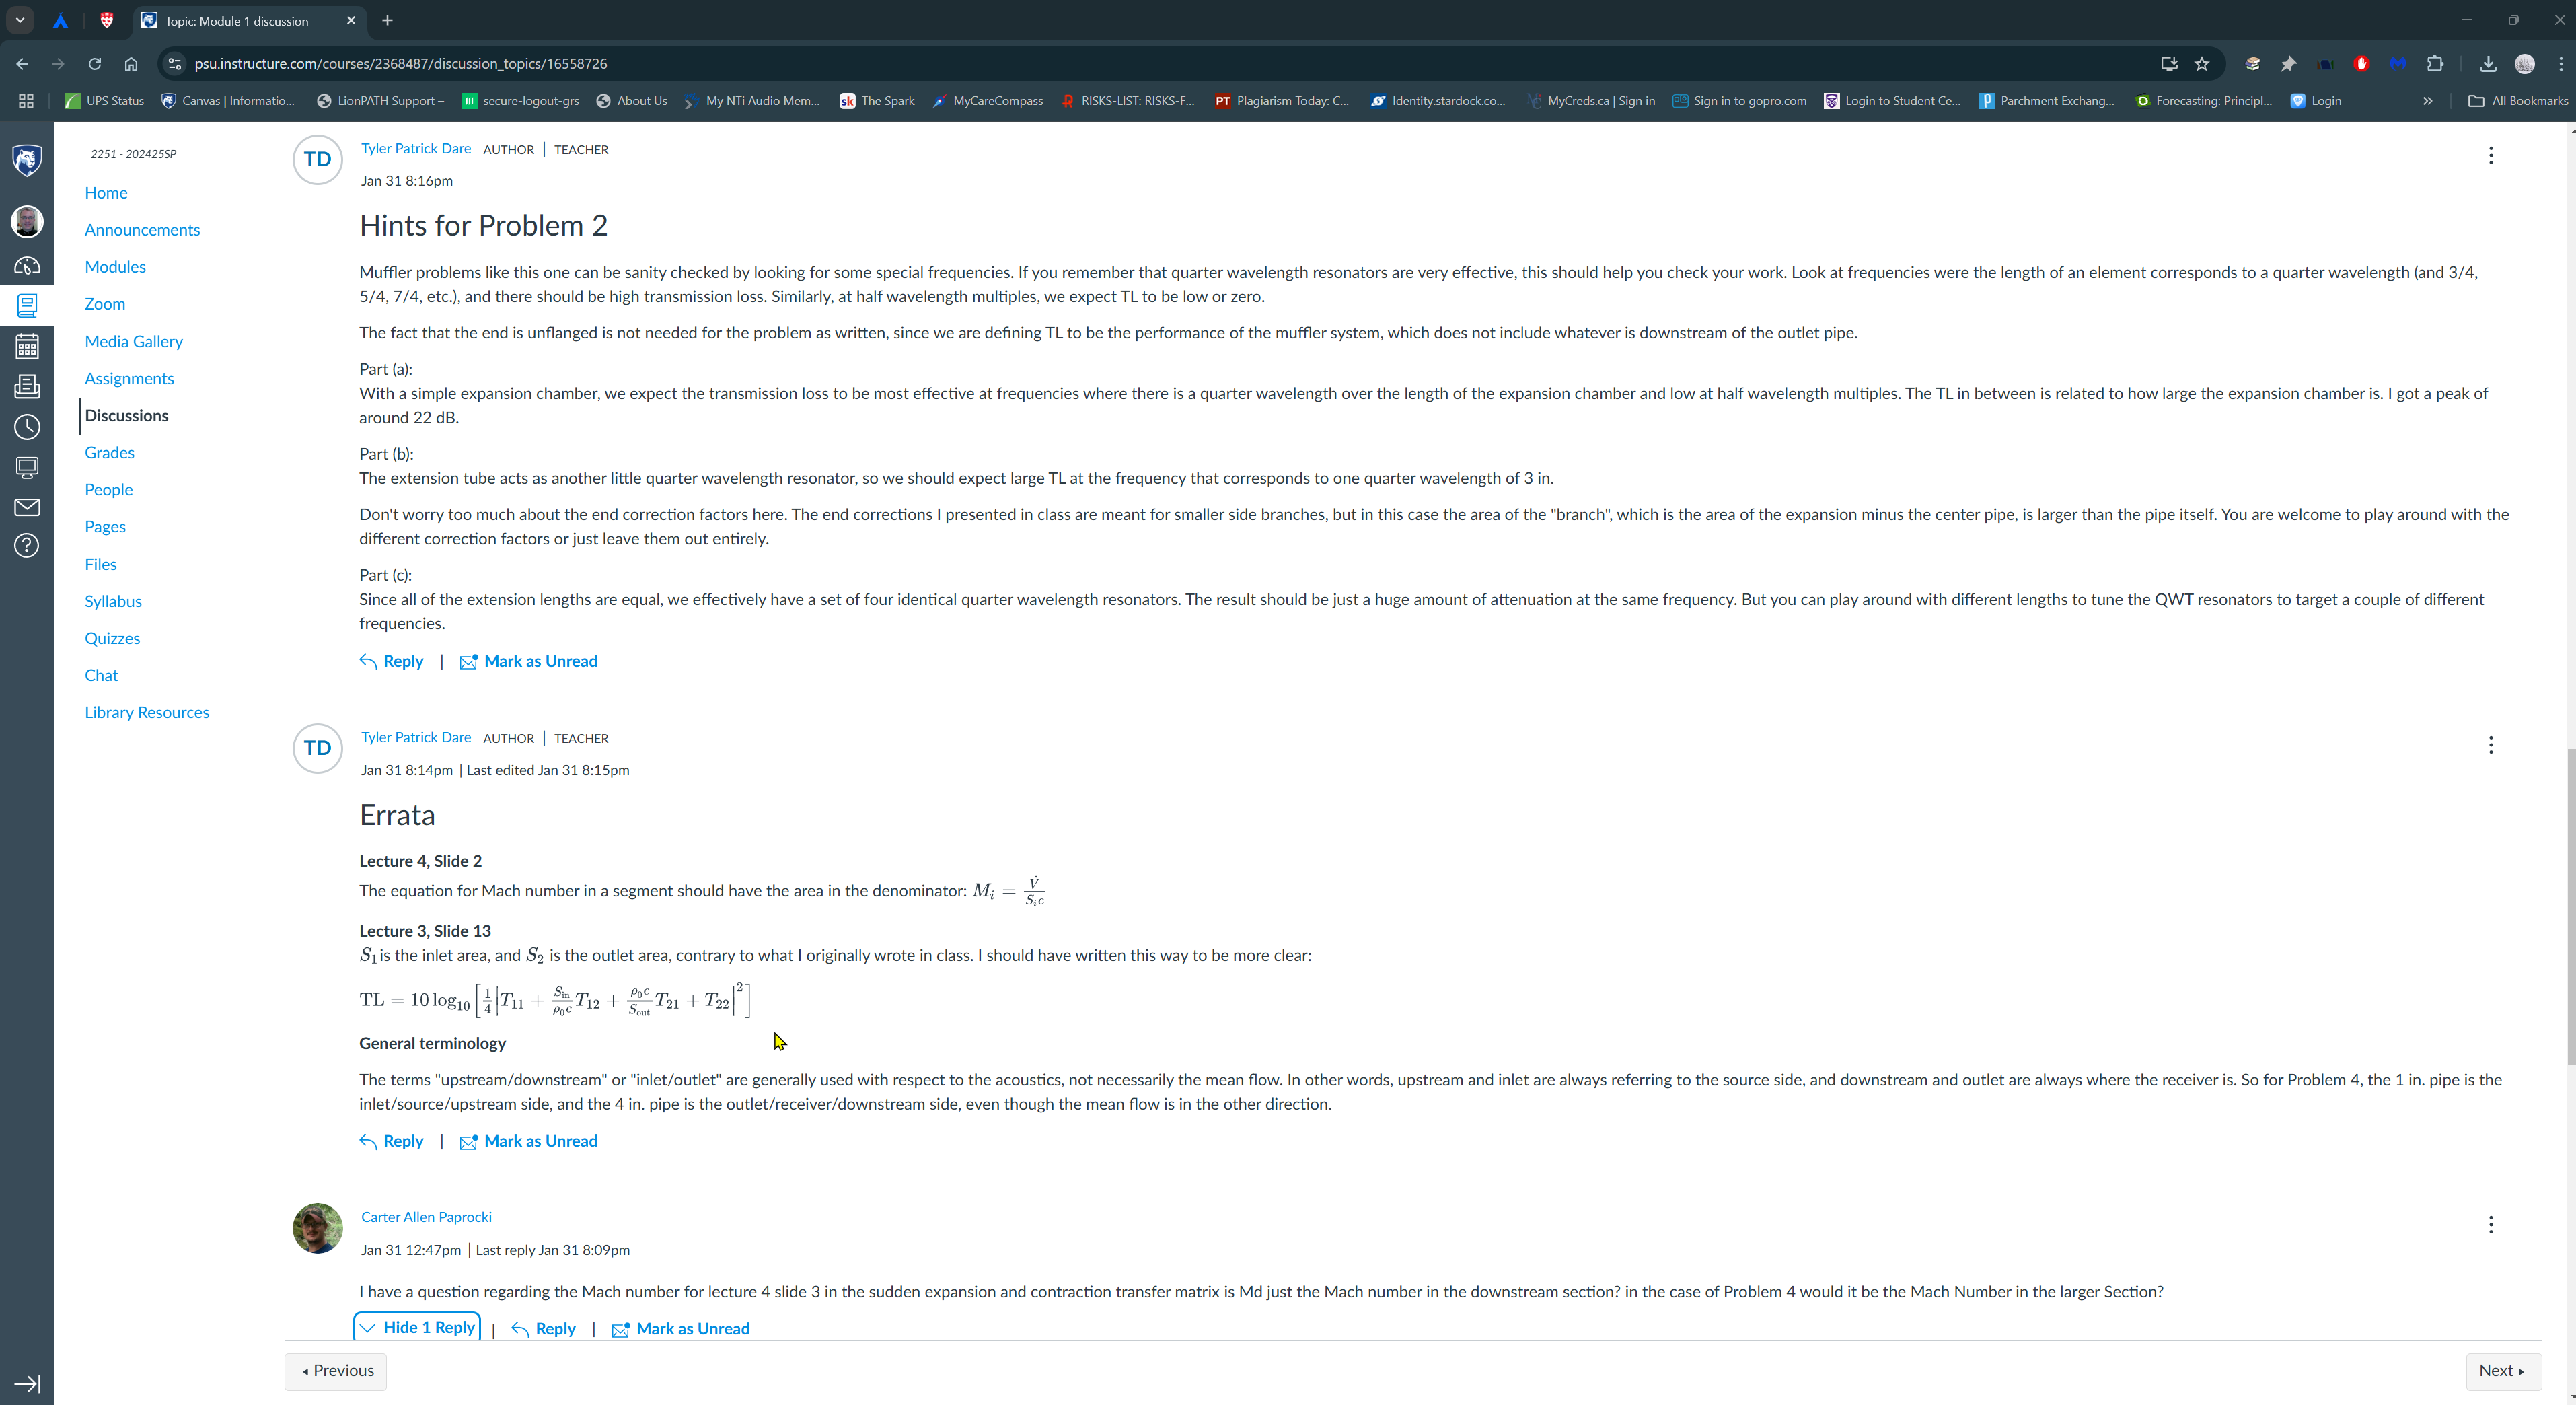 Topic: Module 1 discussion
psu.instructure.com/courses/2368487/discussion_topics/16558726
UPS Status
Canvas | Informatio...
LionPATH Support –
secure-logout-grs
About Us
My NTi Audio Mem...
The Spark
MyCareCompass
RISKS-LIST: RISKS-F...
Plagiarism Today: C...
Identity.stardock.co...
MyCreds.ca | Sign in
Sign in to gopro.com
Login to Student Ce...
Parchment Exchang...
Forecasting: Principl...
Login
All Bookmarks
2251 - 202425SP
Home
Announcements
Modules
Zoom
Media Gallery
Assignments
Discussions
Grades
People
Pages
Files
Syllabus
Quizzes
Chat
Library Resources
TD
Tyler Patrick Dare AUTHOR | TEACHER
Jan 31 8:16pm
Hints for Problem 2
Muffler problems like this one can be sanity checked by looking for some special frequencies. If you remember that quarter wavelength resonators are very effective, this should help you check your work. Look at frequencies were the length of an element corresponds to a quarter wavelength (and 3/4,
5/4, 7/4, etc.), and there should be high transmission loss. Similarly, at half wavelength multiples, we expect TL to be low or zero.
The fact that the end is unflanged is not needed for the problem as written, since we are defining TL to be the performance of the muffler system, which does not include whatever is downstream of the outlet pipe.
Part (a):
With a simple expansion chamber, we expect the transmission loss to be most effective at frequencies where there is a quarter wavelength over the length of the expansion chamber and low at half wavelength multiples. The TL in between is related to how large the expansion chamber is. I got a peak of
around 22 dB.
Part (b):
The extension tube acts as another little quarter wavelength resonator, so we should expect large TL at the frequency that corresponds to one quarter wavelength of 3 in.
Don't worry too much about the end correction factors here. The end corrections I presented in class are meant for smaller side branches, but in this case the area of the "branch", which is the area of the expansion minus the center pipe, is larger than the pipe itself. You are welcome to play around with the
different correction factors or just leave them out entirely.
Part (c):
Since all of the extension lengths are equal, we effectively have a set of four identical quarter wavelength resonators. The result should be just a huge amount of attenuation at the same frequency. But you can play around with different lengths to tune the QWT resonators to target a couple of different
frequencies.
Reply | Mark as Unread
TD
Tyler Patrick Dare AUTHOR | TEACHER
Jan 31 8:14pm | Last edited Jan 31 8:15pm
Errata
Lecture 4, Slide 2
The equation for Mach number in a segment should have the area in the denominator: $M_i = \frac{\dot{V}}{S_i c}$
Lecture 3, Slide 13
$S_1$ is the inlet area, and $S_2$ is the outlet area, contrary to what I originally wrote in class. I should have written this way to be more clear:
$\mathrm{TL} = 10 \log_{10} \left[ \frac{1}{4} \left| T_{11} + \frac{S_{\text{in}}}{\rho_0 c} T_{12} + \frac{\rho_0 c}{S_{\text{out}}} T_{21} + T_{22} \right|^2 \right]$
General terminology
The terms "upstream/downstream" or "inlet/outlet" are generally used with respect to the acoustics, not necessarily the mean flow. In other words, upstream and inlet are always referring to the source side, and downstream and outlet are always where the receiver is. So for Problem 4, the 1 in. pipe is the
inlet/source/upstream side, and the 4 in. pipe is the outlet/receiver/downstream side, even though the mean flow is in the other direction.
Reply | Mark as Unread
Carter Allen Paprocki
Jan 31 12:47pm | Last reply Jan 31 8:09pm
I have a question regarding the Mach number for lecture 4 slide 3 in the sudden expansion and contraction transfer matrix is Md just the Mach number in the downstream section? in the case of Problem 4 would it be the Mach Number in the larger Section?
Hide 1 Reply | Reply | Mark as Unread
Previous
Next